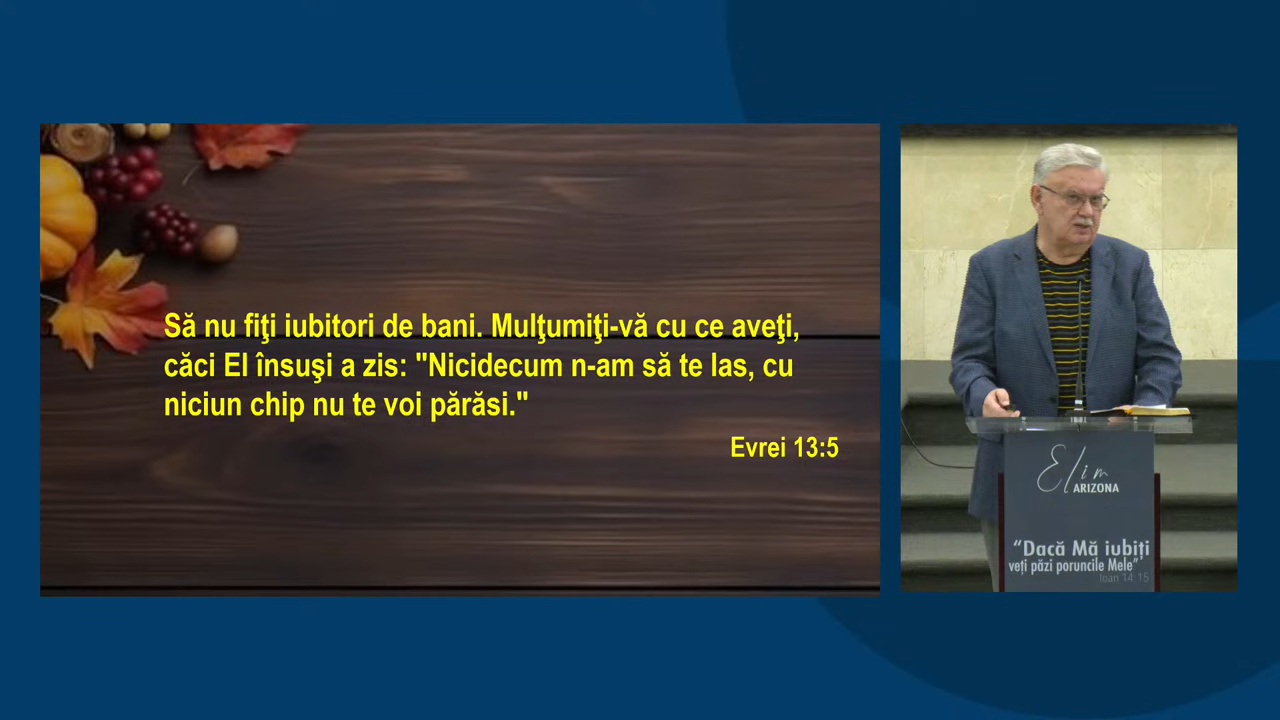 Să nu fiţi iubitori de bani. Mulţumiţi-vă cu ce aveţi,
căci El însuşi a zis: "Nicidecum n-am să te las, cu
niciun chip nu te voi părăsi."
Evrei 13:5
Elim
ARIZONA
“Dacă Mă iubiți
veți păzi poruncile Mele”
Ioan 14:15